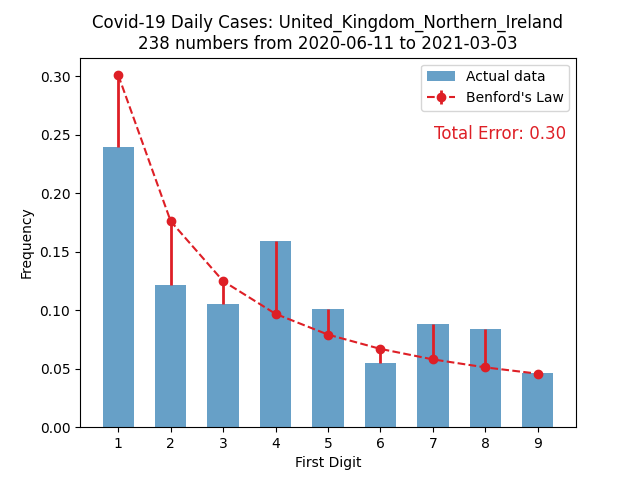 Covid-19 Daily Cases: United_Kingdom_Northern_Ireland
238 numbers from 2020-06-11 to 2021-03-03
Actual data
Benford's Law
Total Error: 0.30
Frequency
0.30
0.25
0.20
0.15
0.10
0.05
0.00
1 2 3 4 5 6 7 8 9
First Digit